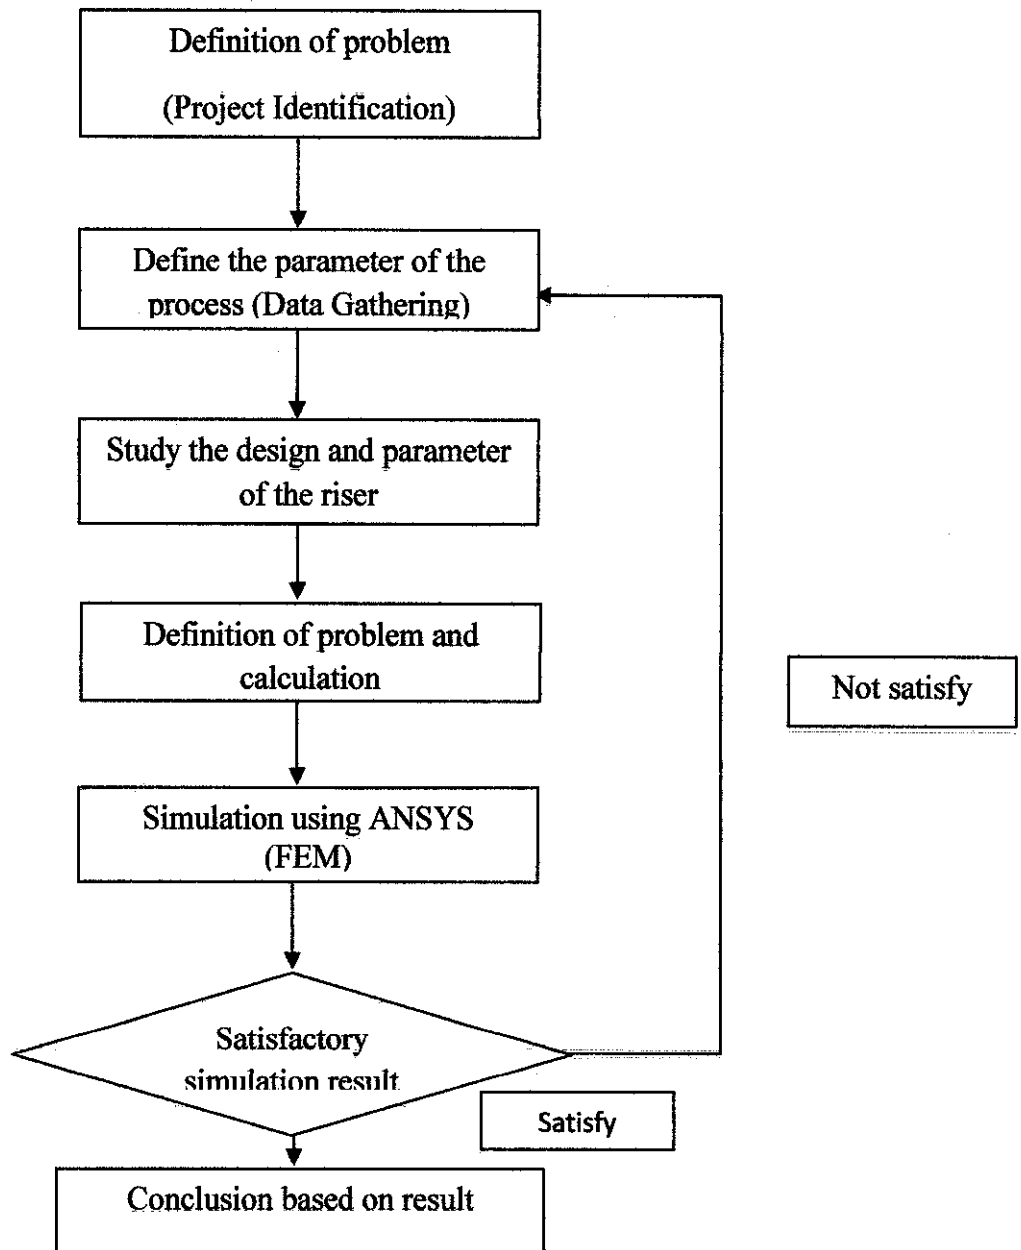 Definition of problem
(Project Identification)
Define the parameter of the
process (Data Gathering)
Study the design and parameter
of the riser
Definition of problem and
calculation
Not satisfy
Simulation using ANSYS
(FEM)
Satisfactory
simulation result
Satisfy
Conclusion based on result